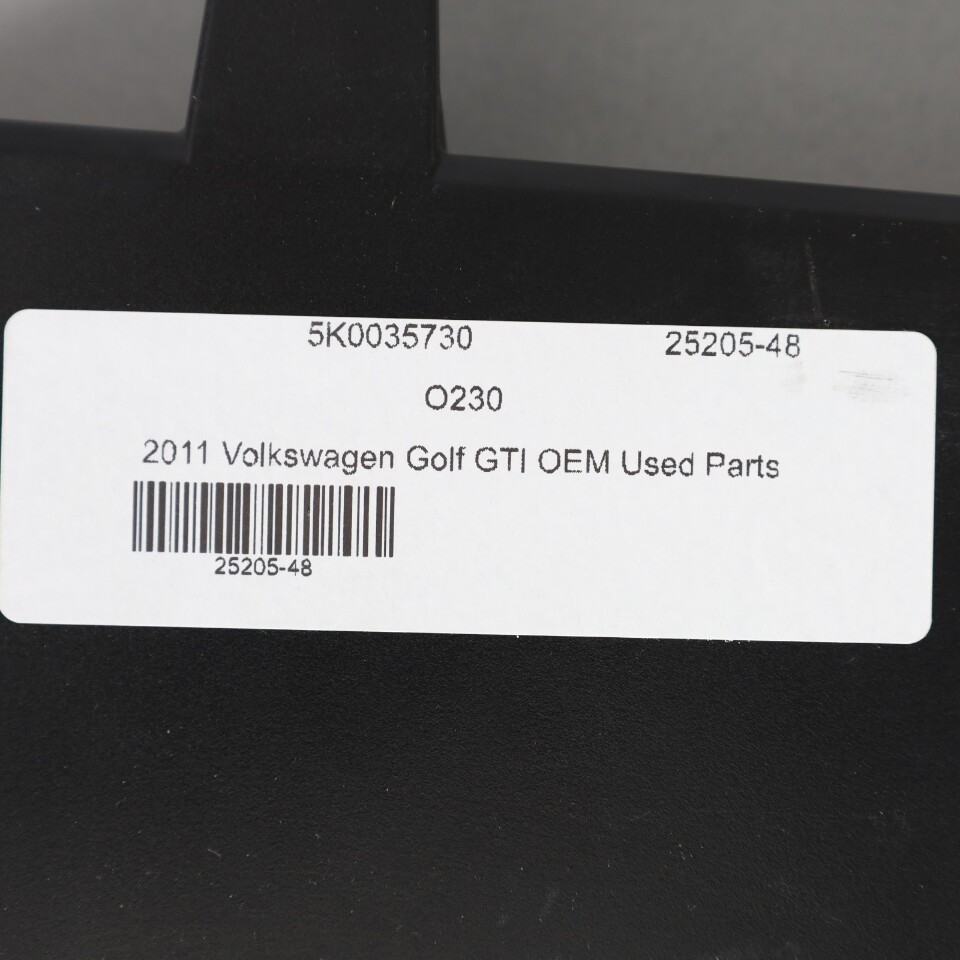 5K0035730 25205-48
O230
2011 Volkswagen Golf GTI OEM Used Parts
25205-48